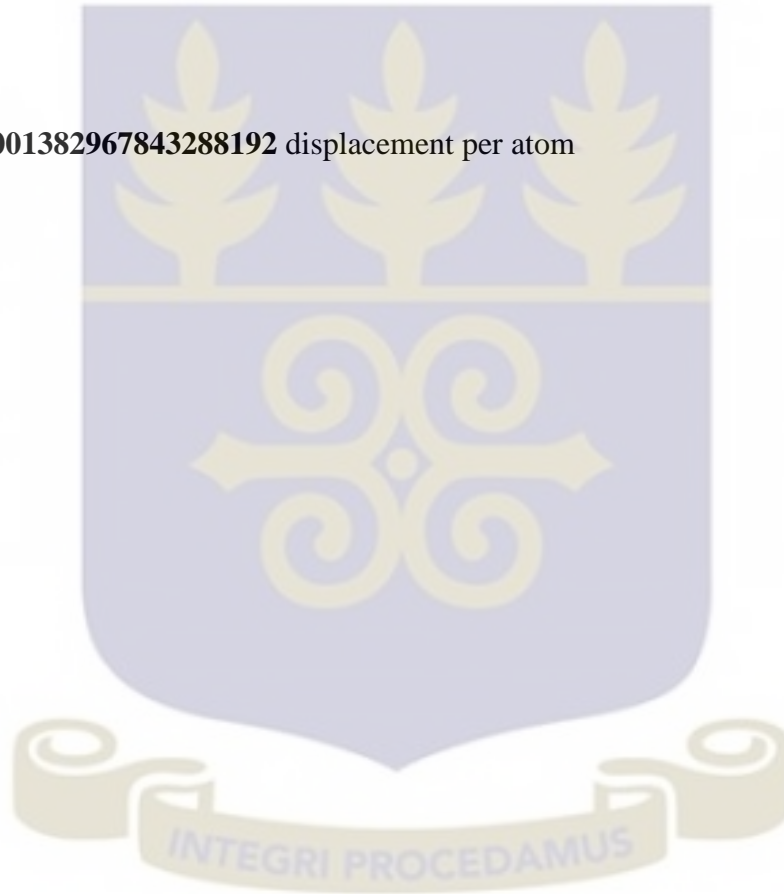 001382967843288192 displacement per atom
INTEGRI PROCEDAMUS